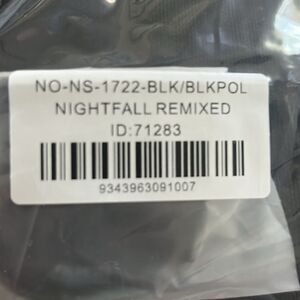 NO-NS-1722-BLK/BLKPOL
NIGHTFALL REMIXED
ID:71283
9343963091007